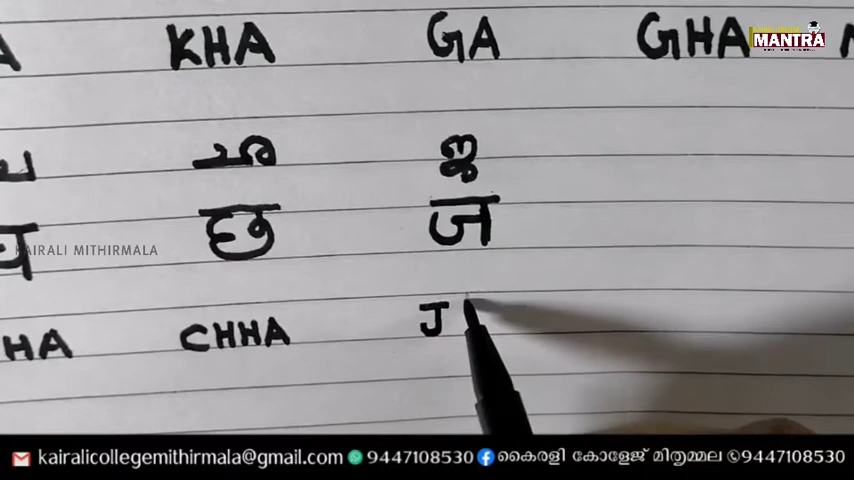 KHA GA GHA
MANTRA
ഛ ജ
छ ज
KAIRALI MITHIRMALA
HA CHHA J
kairalicollegemithirmala@gmail.com 9447108530 കൈരളി കോളേജ് മിതൃമ്മല 9447108530